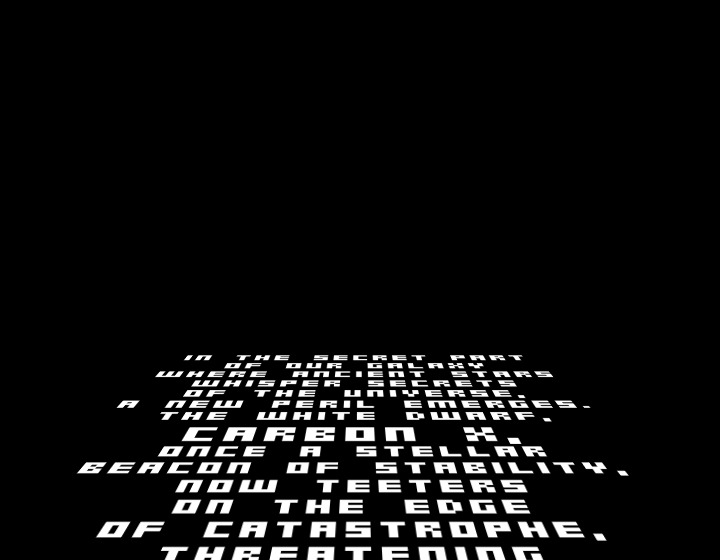 IN THE SECRET PART
OF OUR GALAXY
WHERE ANCIENT STARS
WHISPER SECRETS
OF THE UNIVERSE,
A NEW PERIL EMERGES.
THE WHITE DWARF,
CARBON X,
ONCE A STELLAR
BEACON OF STABILITY,
NOW TEETERS
ON THE EDGE
OF CATASTROPHE,
THREATENING